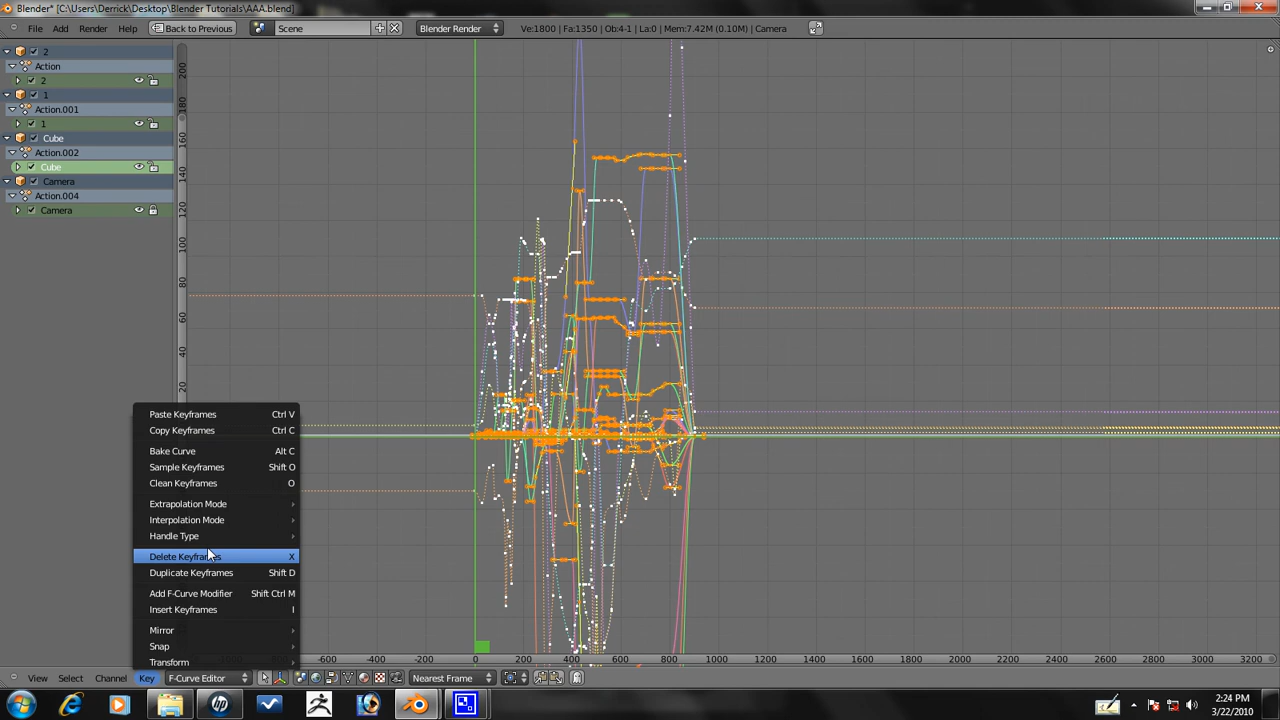 Blender* [C:\Users\Derrick\Desktop\Blender Tutorials\AAA.blend]
File Add Render Help Back to Previous Scene Blender Render Ve:1800 | Fa:1350 | Ob:4-1 | La:0 | Mem:7.42M (0.10M) | Camera
2
Action
2
1
Action.001
1
Cube
Action.002
Cube
Camera
Action.004
Camera
200
180
160
140
120
100
80
60
40
20
Paste Keyframes Ctrl V
Copy Keyframes Ctrl C
Bake Curve Alt C
Sample Keyframes Shift O
Clean Keyframes O
Extrapolation Mode
Interpolation Mode
Handle Type
Delete Keyframes X
Duplicate Keyframes Shift D
Add F-Curve Modifier Shift Ctrl M
Insert Keyframes I
Mirror
Snap
Transform
-600 -400 -200 0 200 400 600 800 1000 1200 1400 1600 1800 2000 2200 2400 2600 2800 3000 3200
View Select Channel Key F-Curve Editor Nearest Frame
2:24 PM
3/22/2010